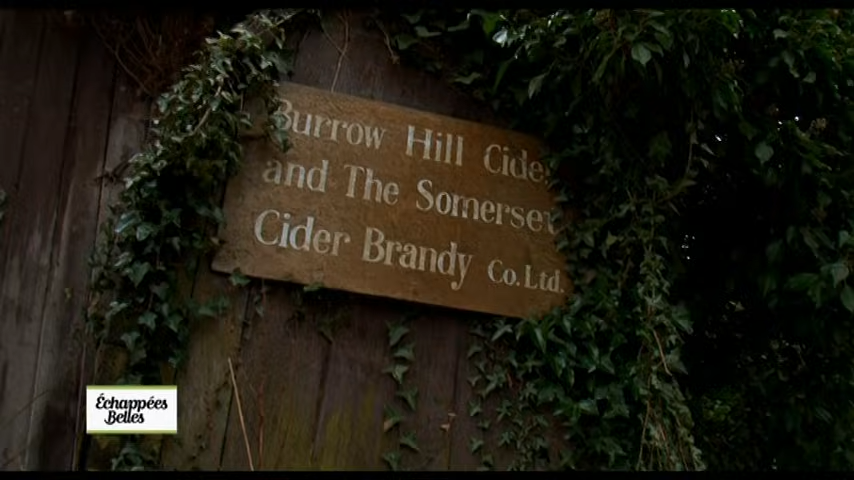 Burrow Hill Cider
and The Somerset
Cider Brandy Co. Ltd.
Échappées
Belles